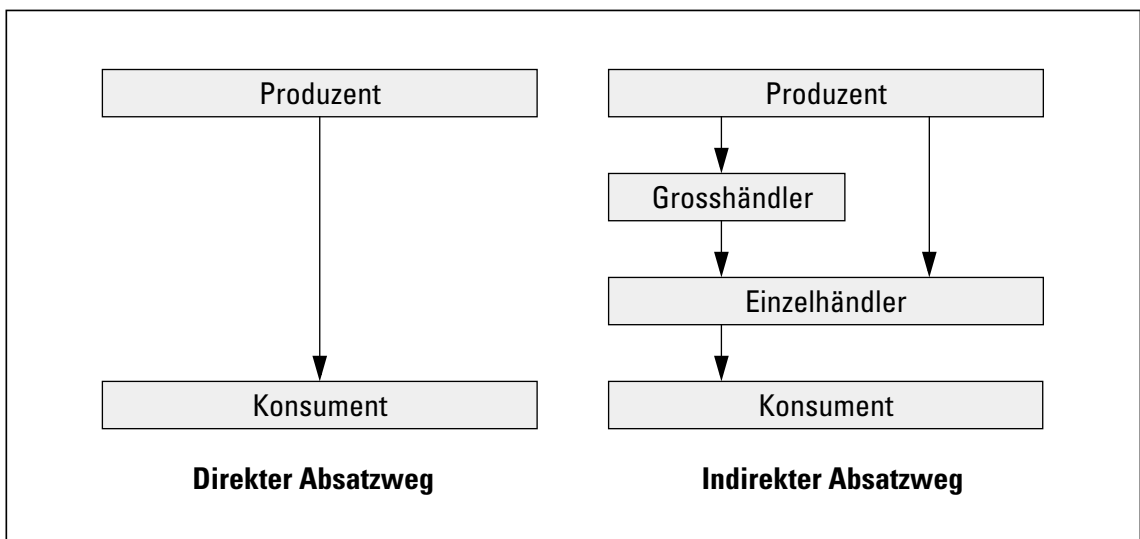 Produzent
Konsument
Direkter Absatzweg
Produzent
Grosshändler
Einzelhändler
Konsument
Indirekter Absatzweg